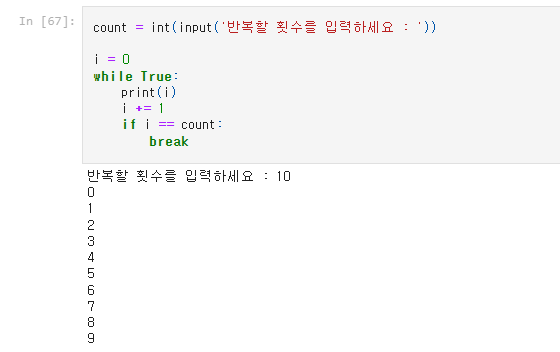 In [67]:
count = int(input('반복할 횟수를 입력하세요 : '))
i = 0
while True:
    print(i)
    i += 1
    if i == count:
        break
반복할 횟수를 입력하세요 : 10
0
1
2
3
4
5
6
7
8
9